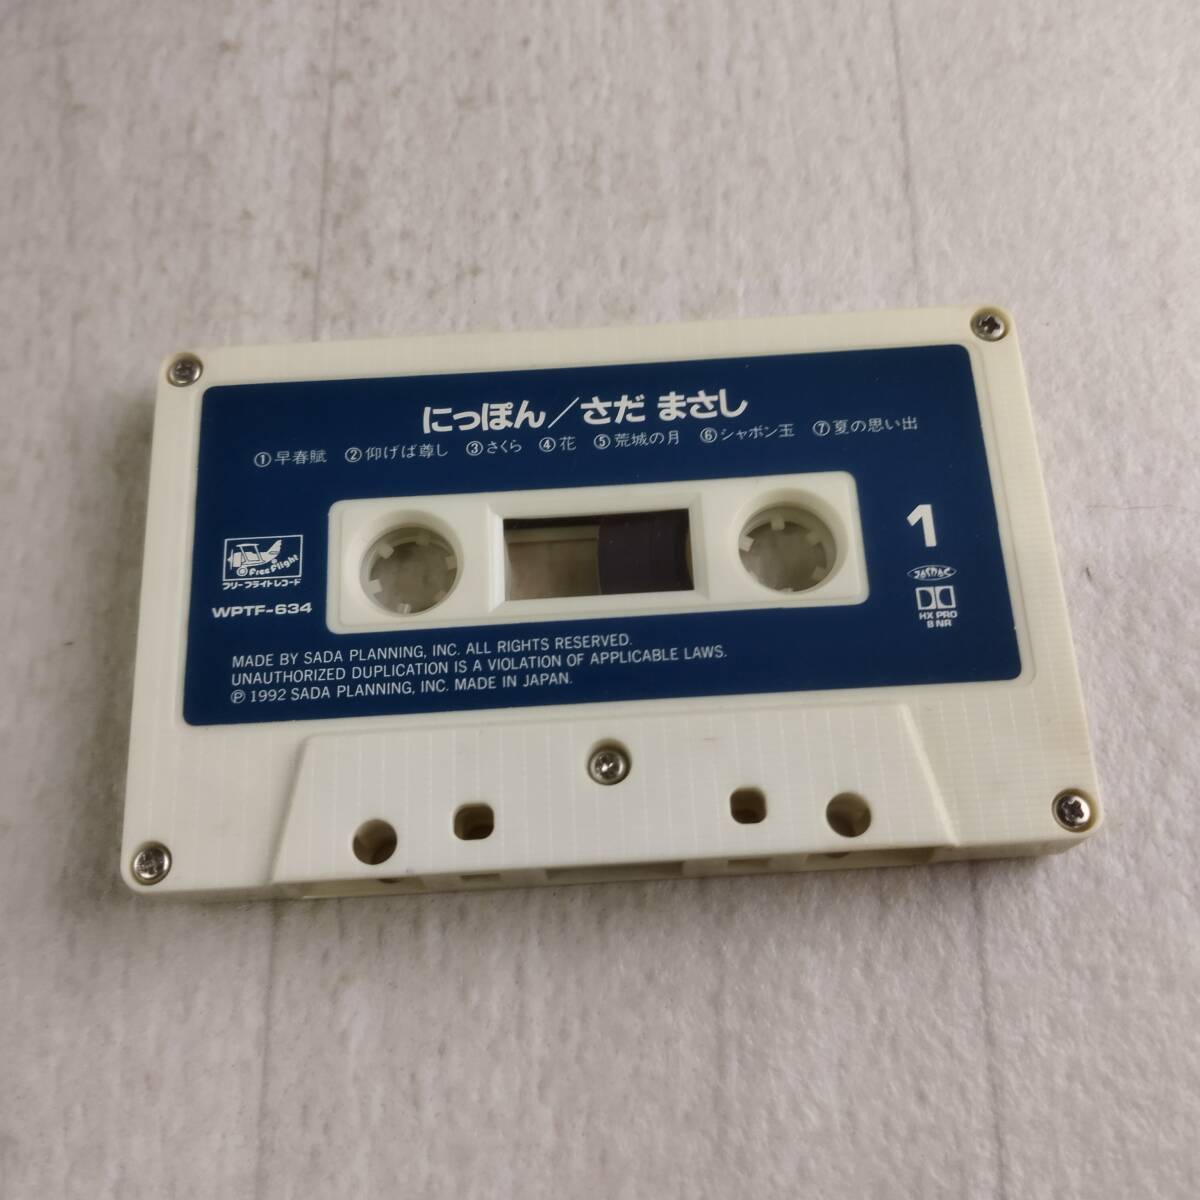 にっぽん/さだ まさし
①早春賦 ②仰げば尊し ③さくら ④花 ⑤荒城の月 ⑥シャボン玉 ⑦夏の思い出
1
Free Flight
フリーフライトレコード
WPTF-634
JASRAC
HX PRO
B NR
MADE BY SADA PLANNING, INC. ALL RIGHTS RESERVED.
UNAUTHORIZED DUPLICATION IS A VIOLATION OF APPLICABLE LAWS.
Ⓟ 1992 SADA PLANNING, INC. MADE IN JAPAN.